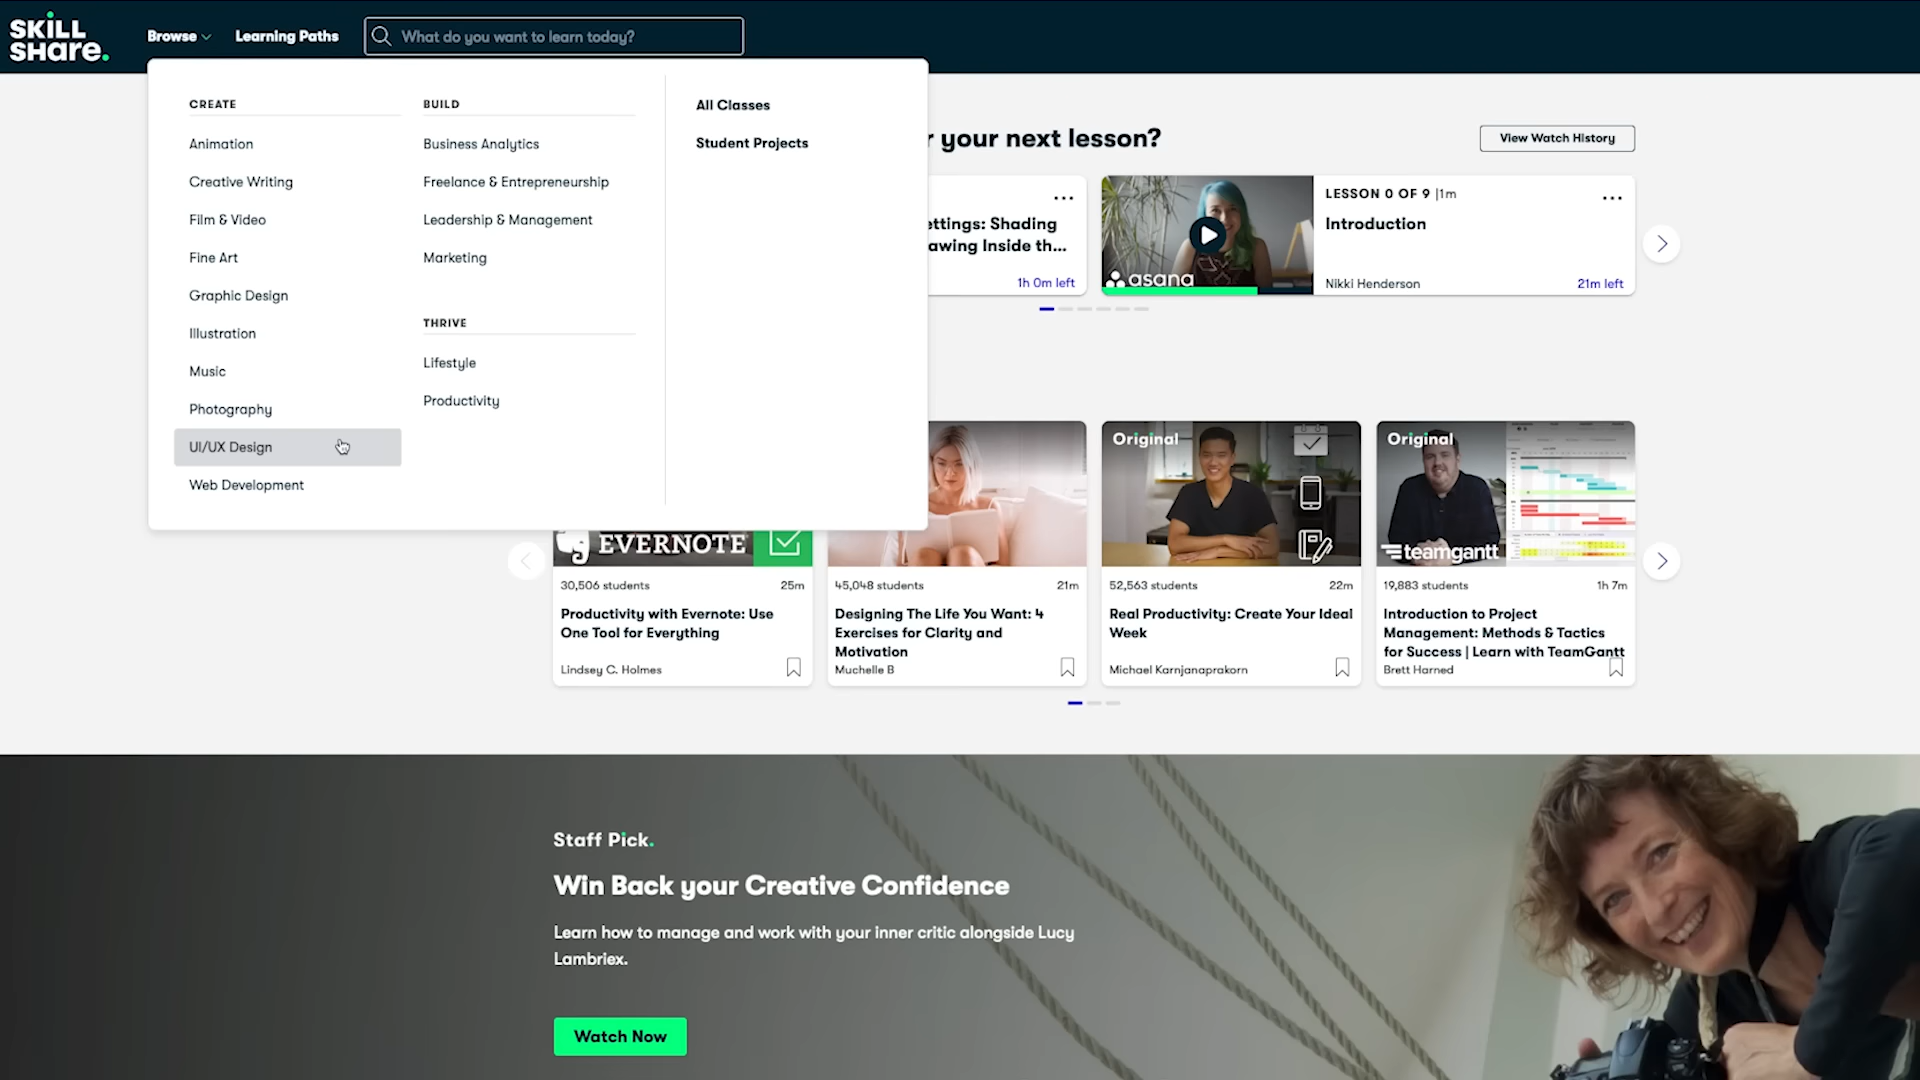 SKILL
SHARE.
Browse
Learning Paths
What do you want to learn today?
CREATE
Animation
Creative Writing
Film & Video
Fine Art
Graphic Design
Illustration
Music
Photography
UI/UX Design
Web Development
BUILD
Business Analytics
Freelance & Entrepreneurship
Leadership & Management
Marketing
THRIVE
Lifestyle
Productivity
All Classes
Student Projects
your next lesson?
View Watch History
ettings: Shading
awing Inside th...
1h 0m left
asana
LESSON 0 OF 9 |1m
Introduction
Nikki Henderson
21m left
EVERNOTE
30,506 students
25m
Productivity with Evernote: Use
One Tool for Everything
Lindsey C. Holmes
45,048 students
21m
Designing The Life You Want: 4
Exercises for Clarity and
Motivation
Muchelle B
Original
52,563 students
22m
Real Productivity: Create Your Ideal
Week
Michael Karnjanaprakorn
Original
teamgantt
19,883 students
1h 7m
Introduction to Project
Management: Methods & Tactics
for Success | Learn with TeamGantt
Brett Harned
Staff Pick.
Win Back your Creative Confidence
Learn how to manage and work with your inner critic alongside Lucy
Lambriex.
Watch Now